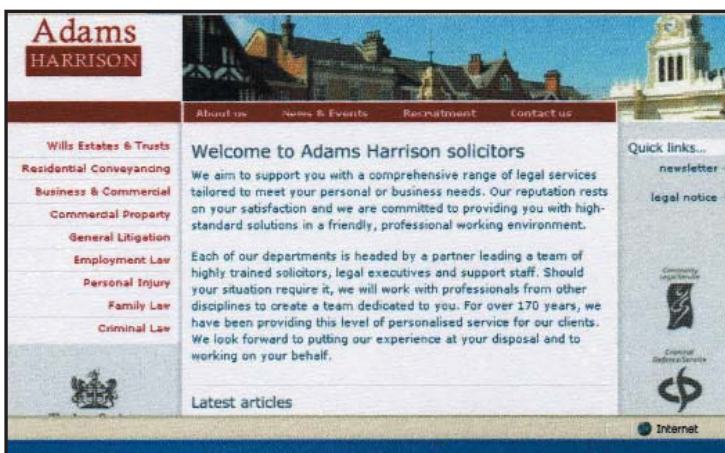 Adams
HARRISON
About us News & Events Recruitment Contact us
Wills Estates & Trusts
Residential Conveyancing
Business & Commercial
Commercial Property
General Litigation
Employment Law
Personal Injury
Family Law
Criminal Law
Welcome to Adams Harrison solicitors
We aim to support you with a comprehensive range of legal services
tailored to meet your personal or business needs. Our reputation rests
on your satisfaction and we are committed to providing you with high-
standard solutions in a friendly, professional working environment.
Each of our departments is headed by a partner leading a team of
highly trained solicitors, legal executives and support staff. Should
your situation require it, we will work with professionals from other
disciplines to create a team dedicated to you. For over 170 years, we
have been providing this level of personalised service for our clients.
We look forward to putting our experience at your disposal and to
working on your behalf.
Latest articles
Quick links...
newsletter
legal notice
Community
Legal Service
Criminal
Defence Service
Internet